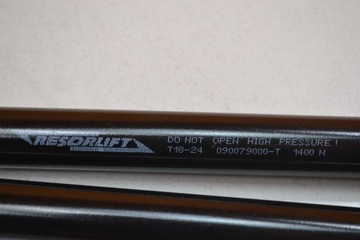 RESORLIFT
DO NOT OPEN HIGH PRESSURE!
T18-24 090079000-T 1400 N